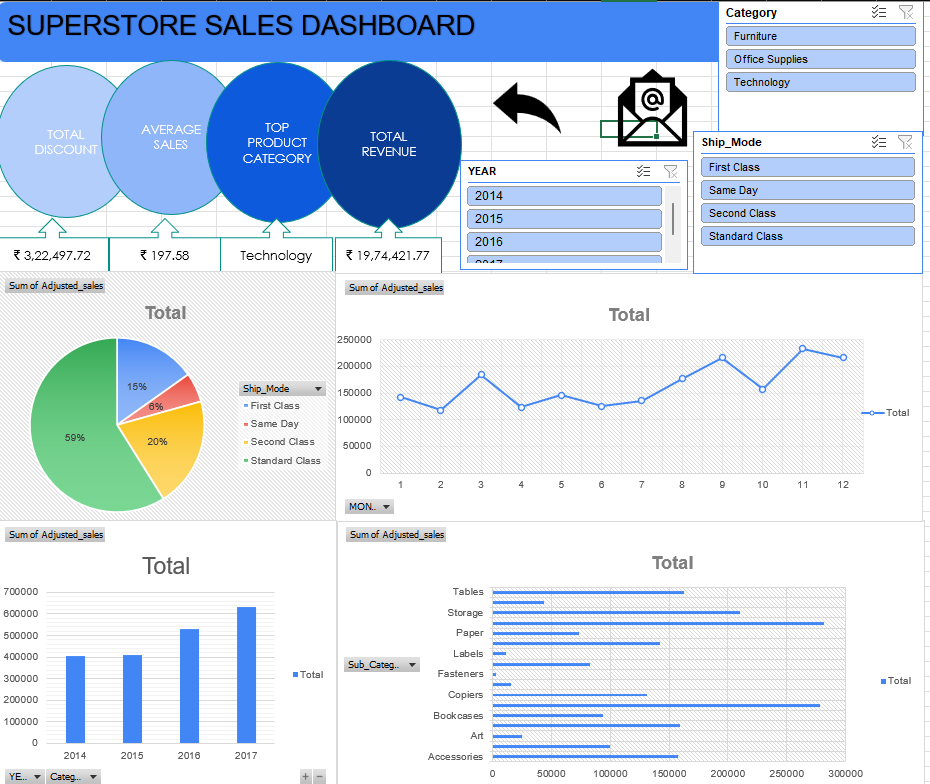 SUPERSTORE SALES DASHBOARD
Category
Furniture
Office Supplies
Technology
TOTAL
DISCOUNT
AVERAGE
SALES
TOP
PRODUCT
CATEGORY
TOTAL
REVENUE
@
₹ 3,22,497.72
₹ 197.58
Technology
₹ 19,74,421.77
YEAR
2014
2015
2016
2017
Ship_Mode
First Class
Same Day
Second Class
Standard Class
Sum of Adjusted_sales
Total
15%
6%
20%
59%
Ship_Mode
First Class
Same Day
Second Class
Standard Class
Sum of Adjusted_sales
Total
250000
200000
150000
100000
50000
0
1 2 3 4 5 6 7 8 9 10 11 12
Total
MON..
Sum of Adjusted_sales
Total
700000
600000
500000
400000
300000
200000
100000
0
2014 2015 2016 2017
Total
YE...
Categ..
+ −
Sum of Adjusted_sales
Total
Sub_Categ..
Tables
Storage
Paper
Labels
Fasteners
Copiers
Bookcases
Art
Accessories
0 50000 100000 150000 200000 250000 300000
Total